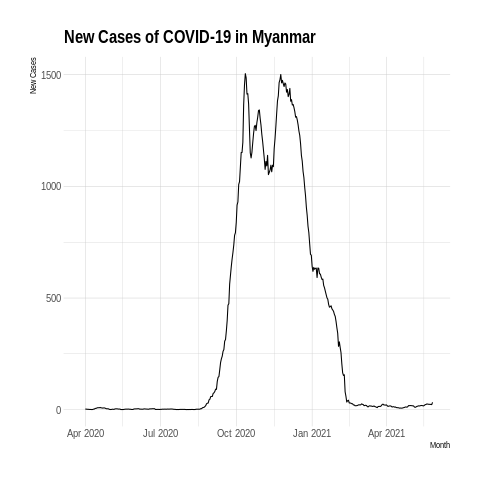 New Cases of COVID-19 in Myanmar
New Cases
1500
1000
500
0
Apr 2020 Jul 2020 Oct 2020 Jan 2021 Apr 2021
Month